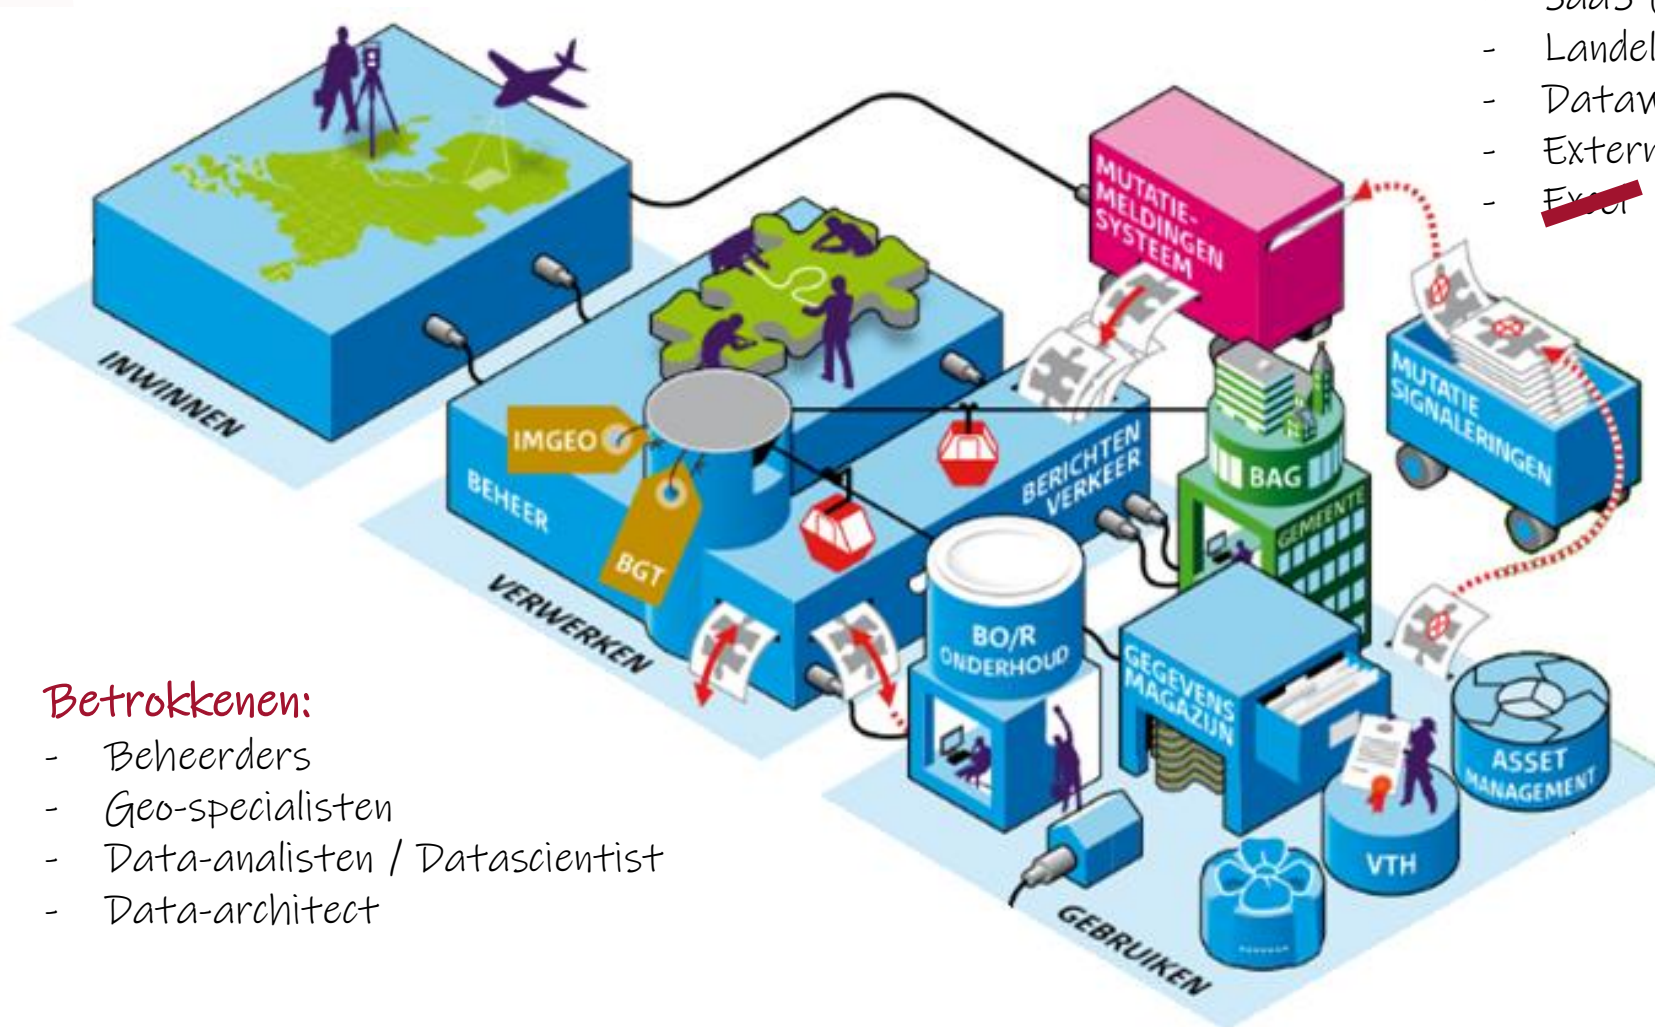 - Landel
- Dataw
- Extern
- Excel
MUTATIE-
MELDINGEN
SYSTEEM
INWINNEN
MUTATIE
SIGNALERINGEN
IMGEO
BEHEER
BERICHTEN
VERKEER
BAG
GEMEENTE
BGT
VERWERKEN
BO/R
ONDERHOUD
GEGEVENS
MAGAZIJN
ASSET
MANAGEMENT
VTH
GEBRUIKEN
Betrokkenen:
- Beheerders
- Geo-specialisten
- Data-analisten / Datascientist
- Data-architect